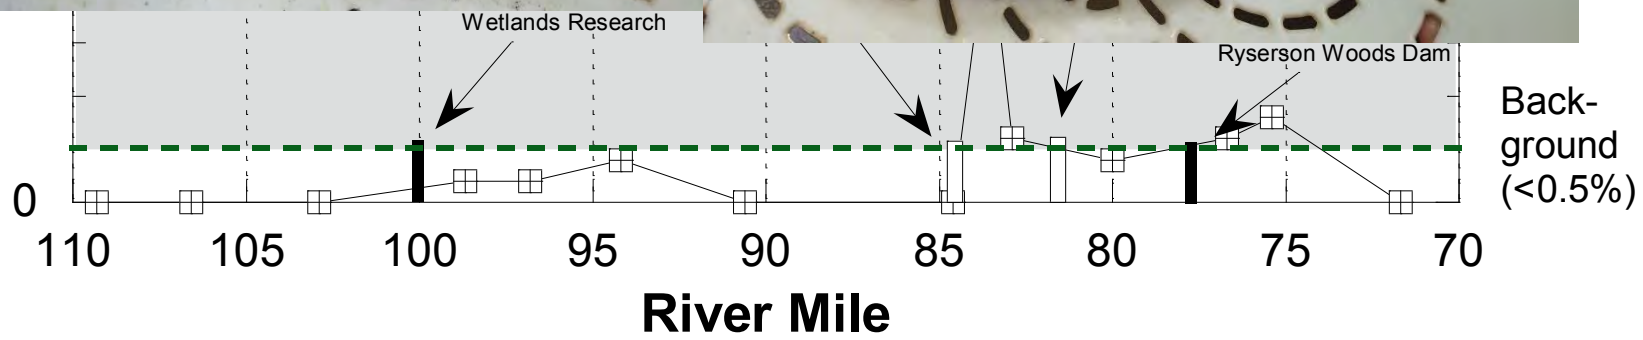 Wetlands Research
Ryserson Woods Dam
Back-
ground
(<0.5%)
0
110 105 100 95 90 85 80 75 70
River Mile